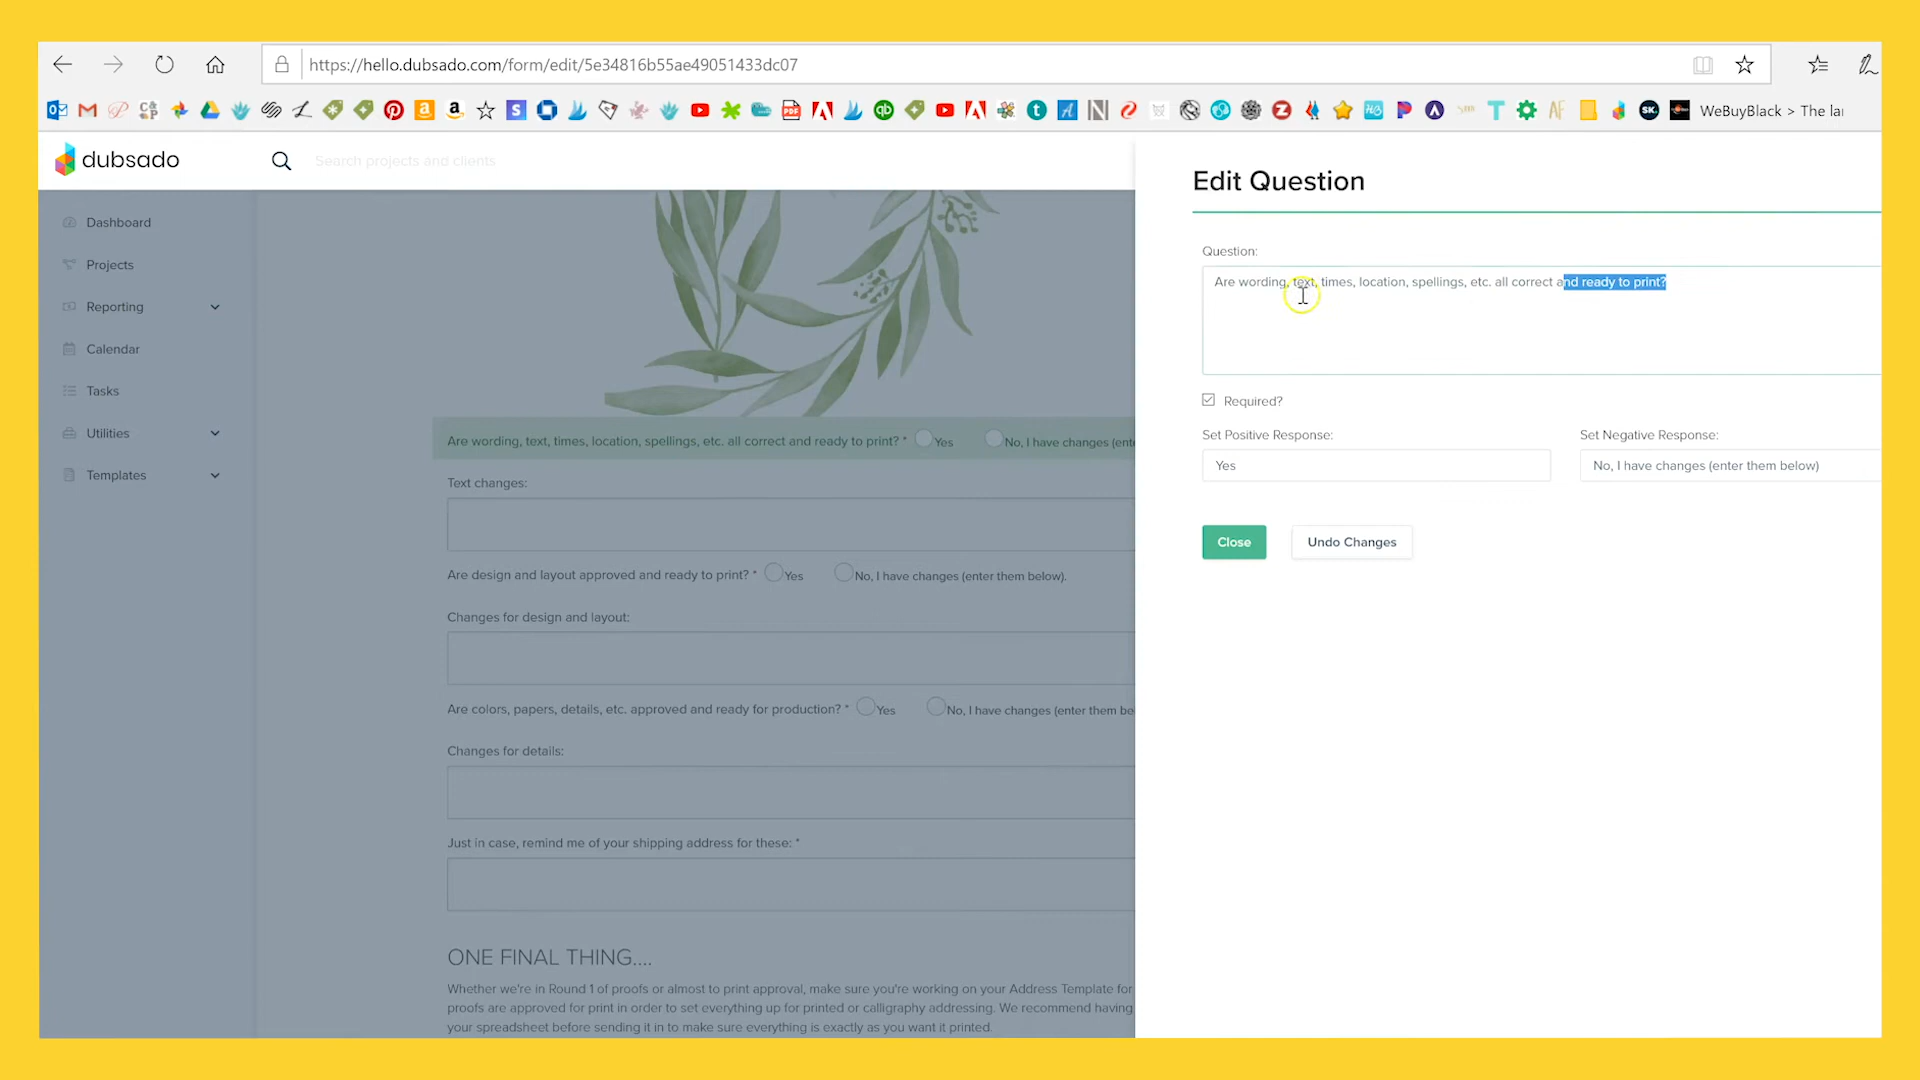 https://hello.dubsado.com/form/edit/5e34816b55ae49051433dc07
WeBuyBlack > The lar
dubsado
Search projects and clients
Dashboard
Projects
Reporting
Calendar
Tasks
Utilities
Templates
Are wording, text, times, location, spellings, etc. all correct and ready to print? * Yes No, I have changes (ente
Text changes:
Are design and layout approved and ready to print? * Yes No, I have changes (enter them below).
Changes for design and layout:
Are colors, papers, details, etc. approved and ready for production? * Yes No, I have changes (enter them be
Changes for details:
Just in case, remind me of your shipping address for these: *
ONE FINAL THING....
Whether we're in Round 1 of proofs or almost to print approval, make sure you're working on your Address Template for
proofs are approved for print in order to set everything up for printed or calligraphy addressing. We recommend having
your spreadsheet before sending it in to make sure everything is exactly as you want it printed.
Edit Question
Question:
Are wording, text, times, location, spellings, etc. all correct and ready to print?
Required?
Set Positive Response: Set Negative Response:
Yes No, I have changes (enter them below)
Close Undo Changes